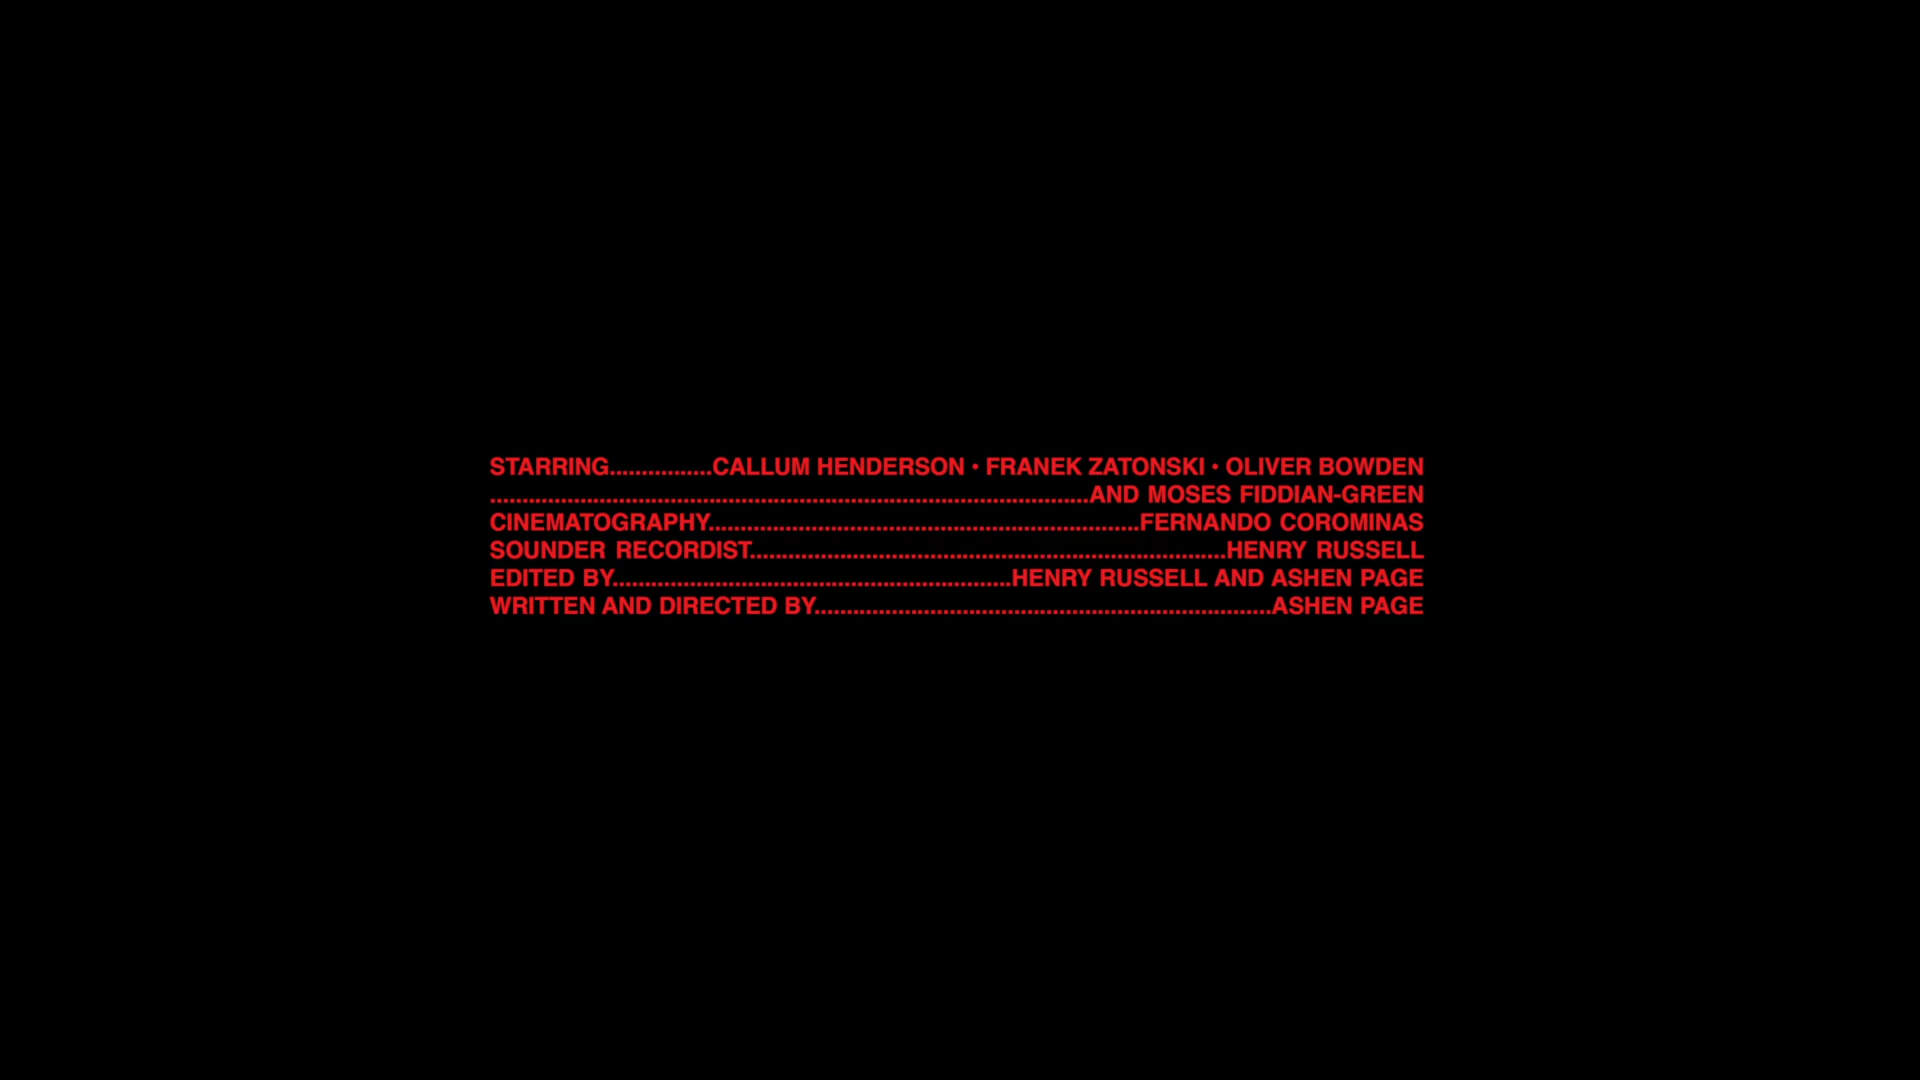 STARRING................CALLUM HENDERSON • FRANEK ZATONSKI • OLIVER BOWDEN
.............................................................................................AND MOSES FIDDIAN-GREEN
CINEMATOGRAPHY...................................................................FERNANDO COROMINAS
SOUNDER RECORDIST..........................................................................HENRY RUSSELL
EDITED BY..............................................................HENRY RUSSELL AND ASHEN PAGE
WRITTEN AND DIRECTED BY.......................................................................ASHEN PAGE